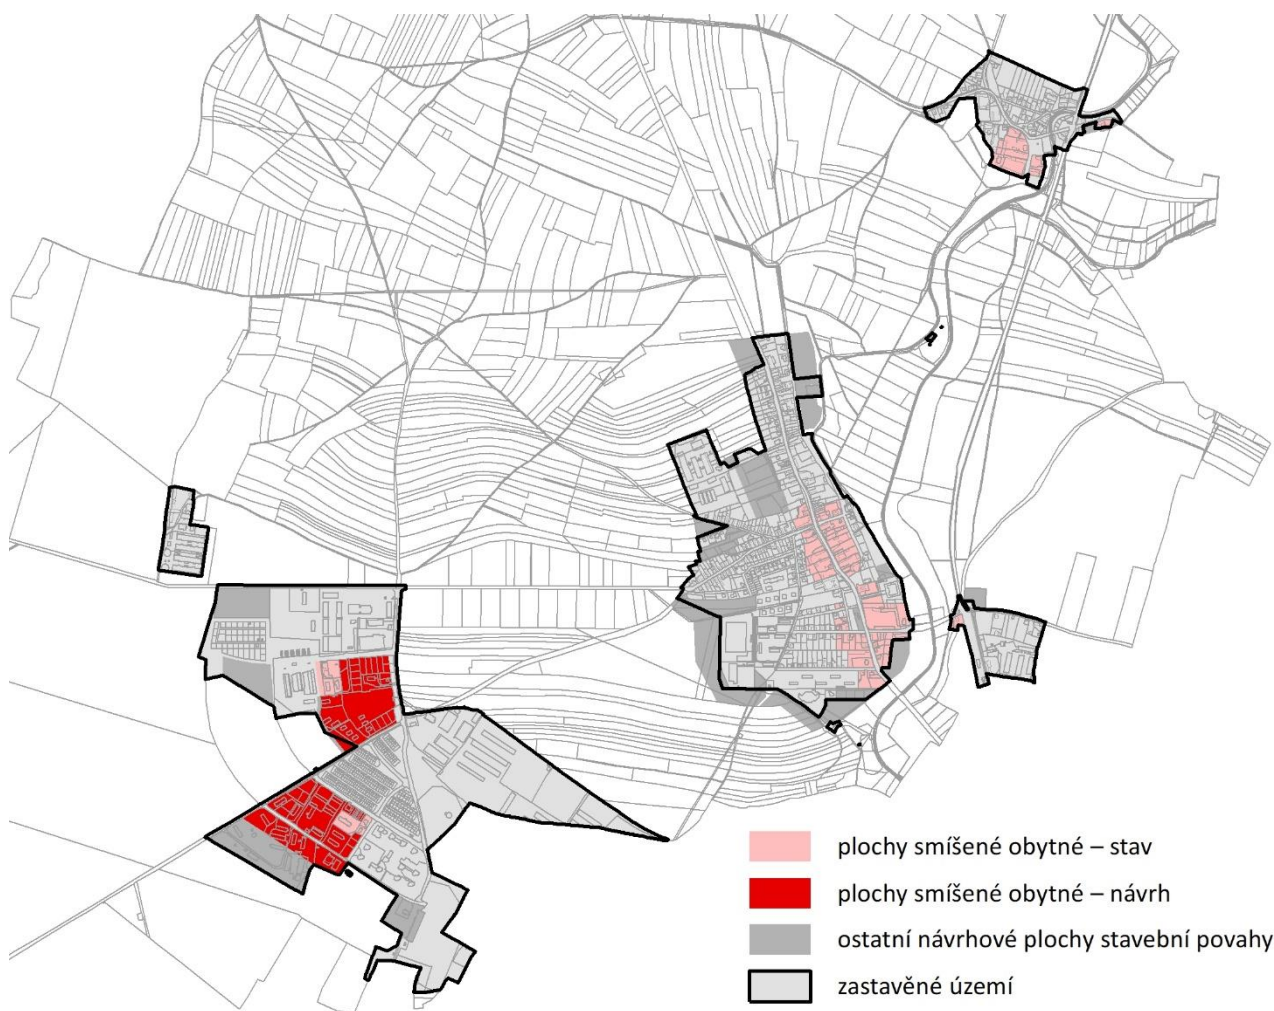 plochy smíšené obytné – stav
plochy smíšené obytné – návrh
ostatní návrhové plochy stavební povahy
zastavěné území